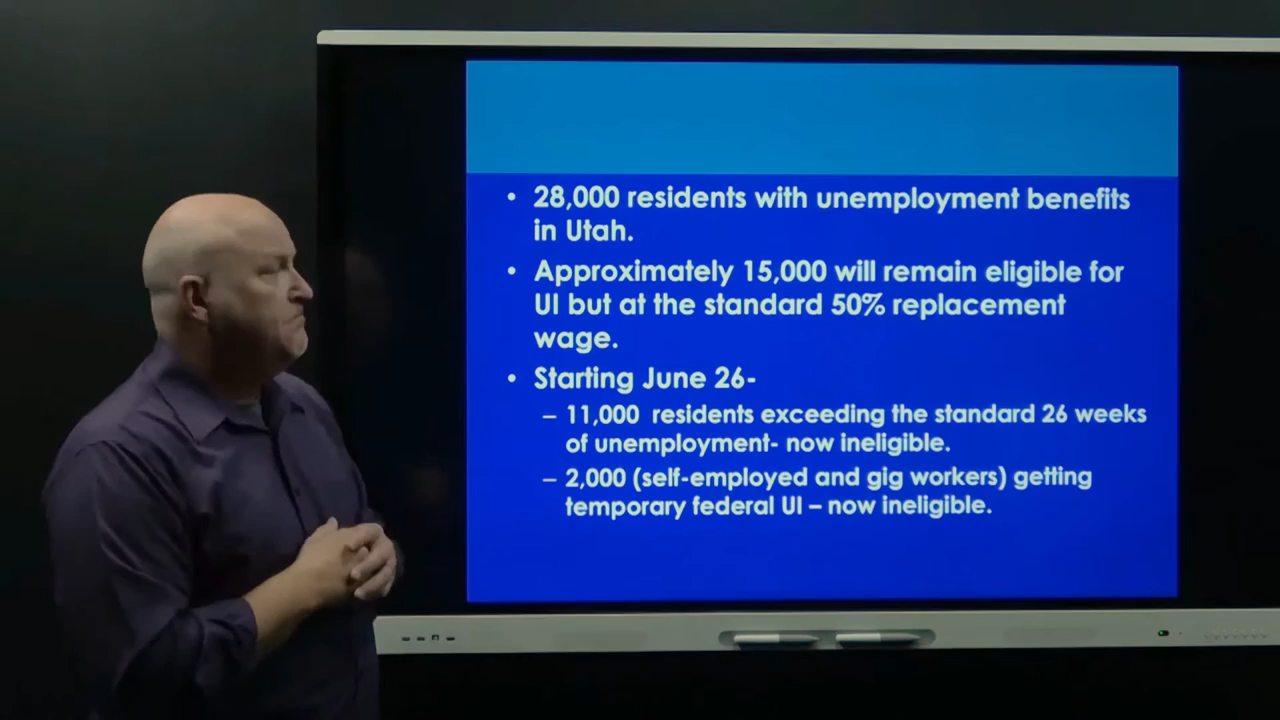 • 28,000 residents with unemployment benefits
in Utah.
• Approximately 15,000 will remain eligible for
UI but at the standard 50% replacement
wage.
• Starting June 26-
– 11,000  residents exceeding the standard 26 weeks
of unemployment- now ineligible.
– 2,000 (self-employed and gig workers) getting
temporary federal UI – now ineligible.